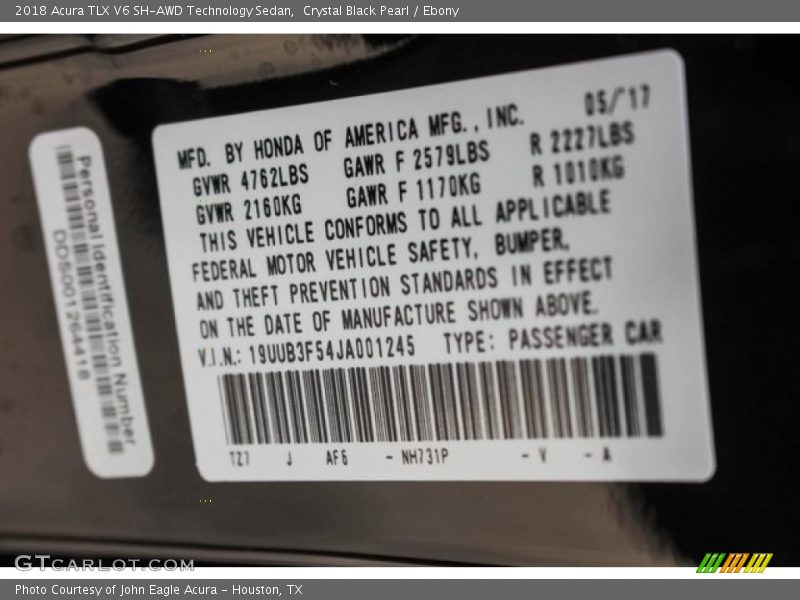 2018 Acura TLX V6 SH-AWD Technology Sedan,  Crystal Black Pearl / Ebony
Personal Identification Number
DDS001264418
MFD. BY HONDA OF AMERICA MFG., INC. 05/'17
GVWR 4762LBS GAWR F 2579LBS R 2227LBS
GVWR 2160KG GAWR F 1170KG R 1010KG
THIS VEHICLE CONFORMS TO ALL APPLICABLE
FEDERAL MOTOR VEHICLE SAFETY, BUMPER,
AND THEFT PREVENTION STANDARDS IN EFFECT
ON THE DATE OF MANUFACTURE SHOWN ABOVE.
V.I.N.: 19UUB3F54JA001245 TYPE: PASSENGER CAR
TZ7 J AF6 - NH731P - V - A
GTCARLOT.COM
Photo Courtesy of John Eagle Acura - Houston, TX